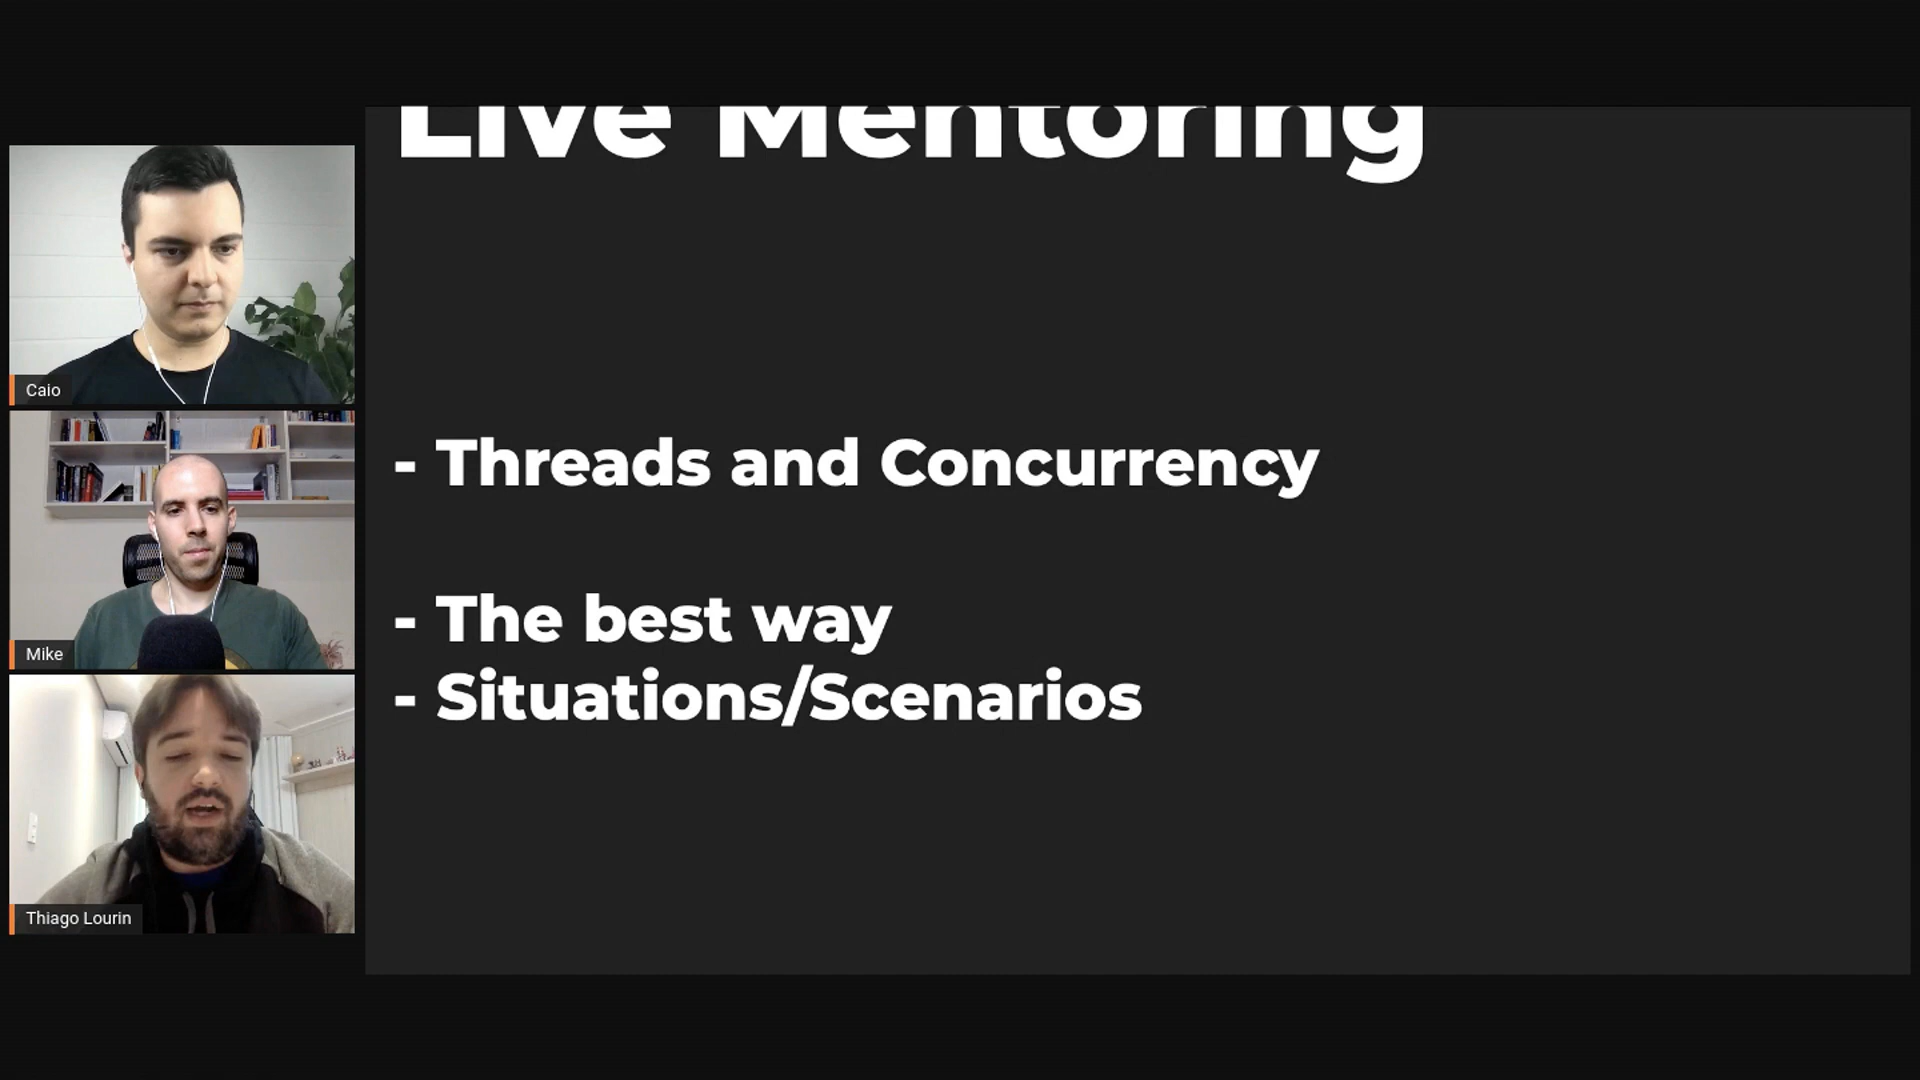 Live Mentoring
- Threads and Concurrency
- The best way
- Situations/Scenarios
Caio
Mike
Thiago Lourin